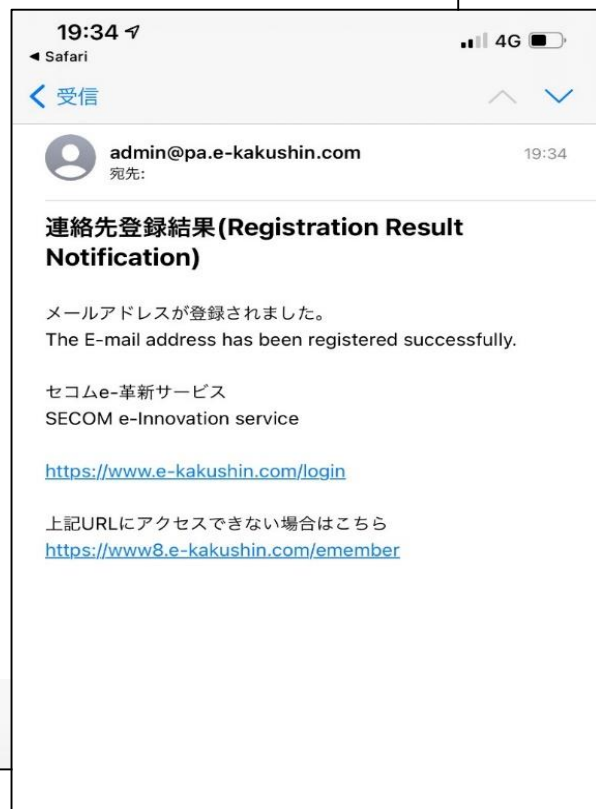 19:34
4G
◀ Safari
受信
admin@pa.e-kakushin.com
19:34
宛先:
連絡先登録結果(Registration Result
Notification)
メールアドレスが登録されました。
The E-mail address has been registered successfully.
セコムe-革新サービス
SECOM e-Innovation service
https://www.e-kakushin.com/login
上記URLにアクセスできない場合はこちら
https://www8.e-kakushin.com/emember